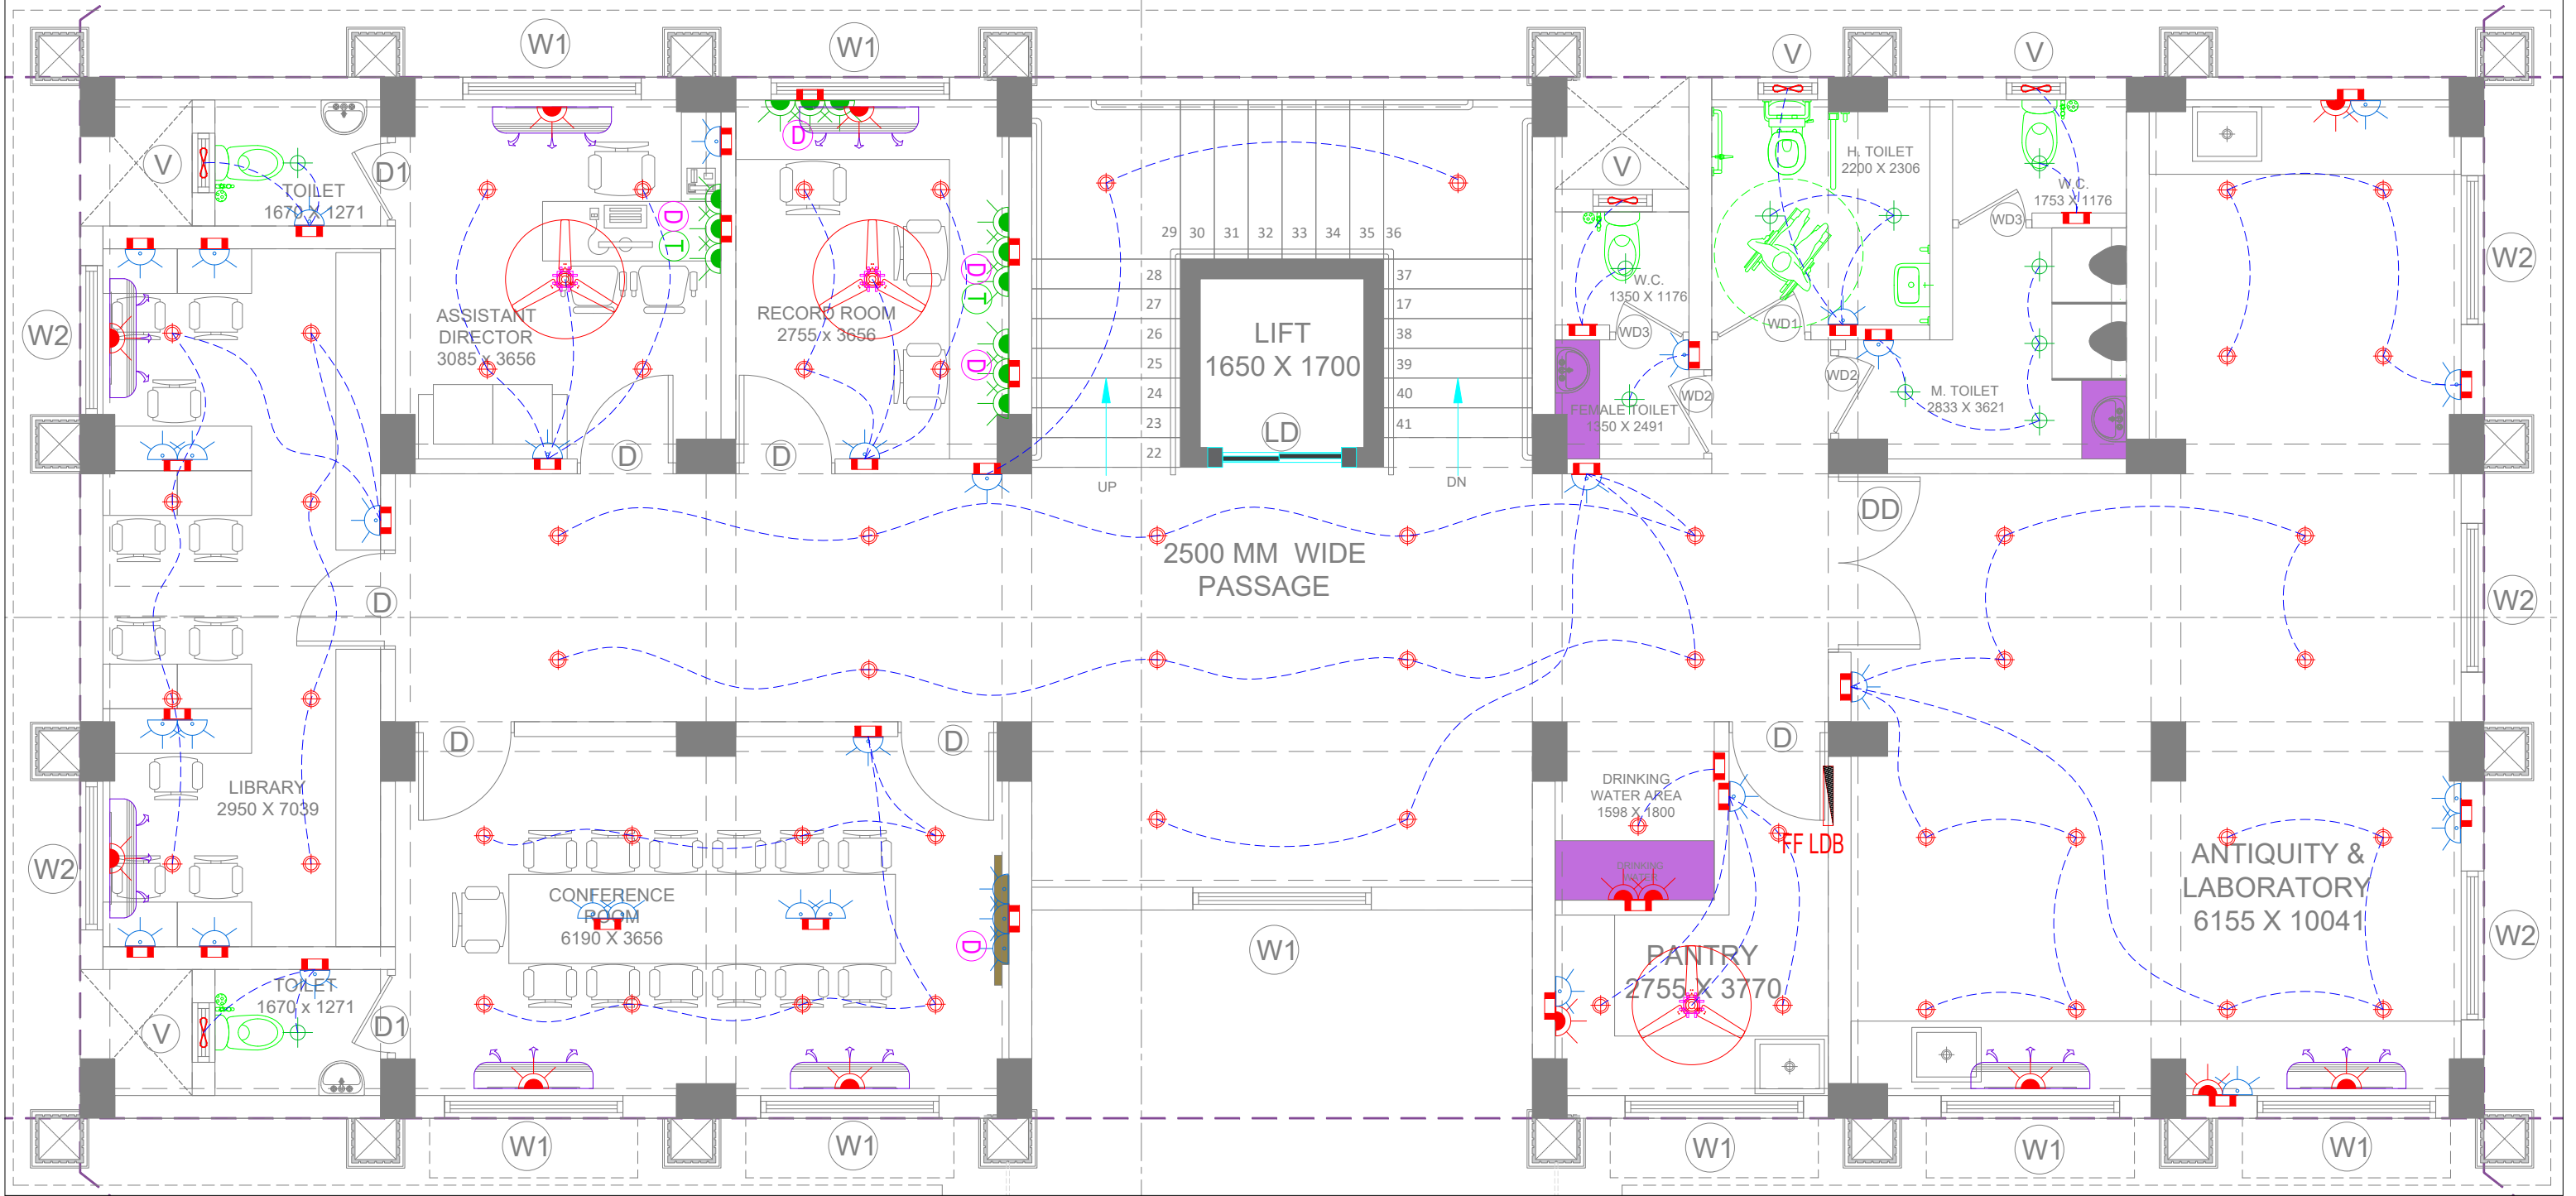 W1
W1
V
V
V
D1
TOILET
1670 X 1271
D
T
D
V
H. TOILET
2200 X 2306
W.C.
1753 X 1176
WD3
29
30
31
32
33
34
35
36
W2
28
27
26
25
24
23
22
37
17
38
39
40
41
D
T
D
W2
ASSISTANT
DIRECTOR
3085 x 3656
RECORD ROOM
2755 x 3656
LIFT
1650 X 1700
LD
W.C.
1350 X 1176
WD3
WD1
WD2
WD2
M. TOILET
2833 X 3621
FEMALE TOILET
1350 X 2491
D
D
UP
DN
DD
2500 MM WIDE
PASSAGE
D
W2
D
D
D
LIBRARY
2950 X 7039
DRINKING
WATER AREA
1598 X 1800
FF LDB
DRINKING
WATER
W2
CONFERENCE
ROOM
6190 X 3656
D
W1
ANTIQUITY &
LABORATORY
6155 X 10041
W2
PANTRY
2755 X 3770
TOILET
1670 x 1271
V
D1
W1
W1
W1
W1
W1